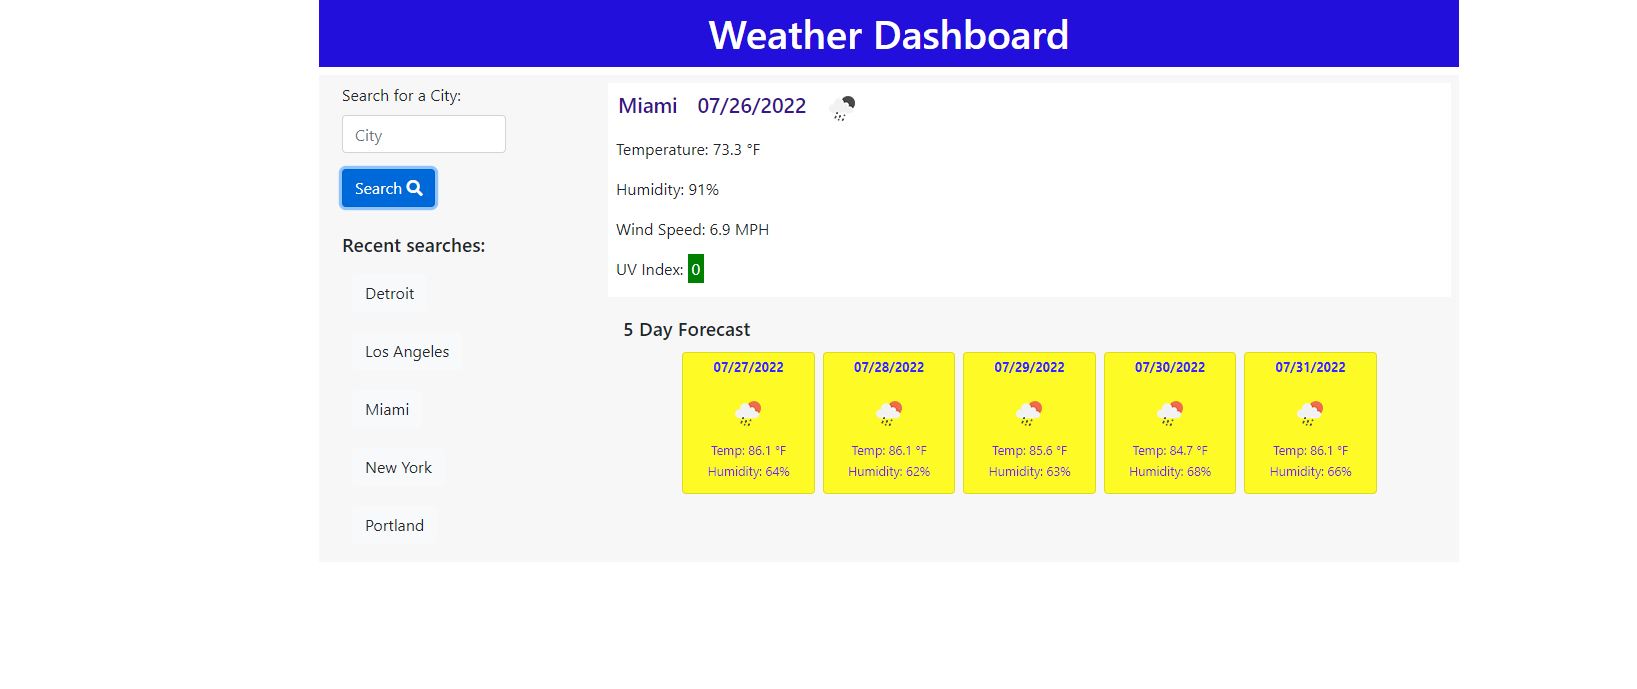 Weather Dashboard
Search for a City:
City
Search
Recent searches:
Detroit
Los Angeles
Miami
New York
Portland
Miami 07/26/2022
Temperature: 73.3 °F
Humidity: 91%
Wind Speed: 6.9 MPH
UV Index: 0
5 Day Forecast
07/27/2022
Temp: 86.1 °F
Humidity: 64%
07/28/2022
Temp: 86.1 °F
Humidity: 62%
07/29/2022
Temp: 85.6 °F
Humidity: 63%
07/30/2022
Temp: 84.7 °F
Humidity: 68%
07/31/2022
Temp: 86.1 °F
Humidity: 66%